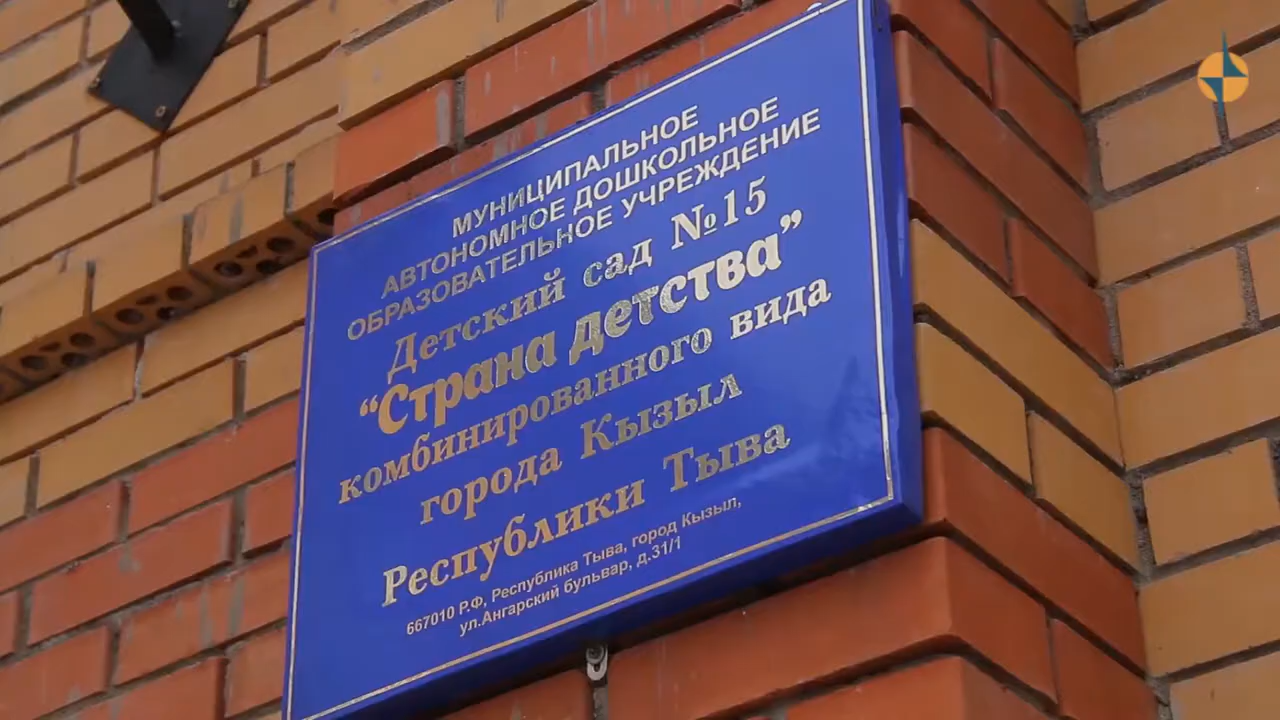 МУНИЦИПАЛЬНОЕ
АВТОНОМНОЕ ДОШКОЛЬНОЕ
ОБРАЗОВАТЕЛЬНОЕ УЧРЕЖДЕНИЕ
Детский сад №15
“Страна детства”
комбинированного вида
города Кызыл
Республики Тыва
667010 Р.Ф, Республика Тыва, город Кызыл,
ул.Ангарский бульвар, д.31/1